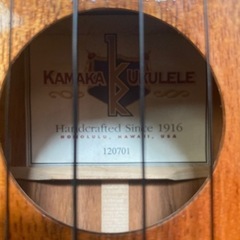 KAMAKA UKULELE
k
Handcrafted Since 1916
HONOLULU, HAWAII, USA
120701